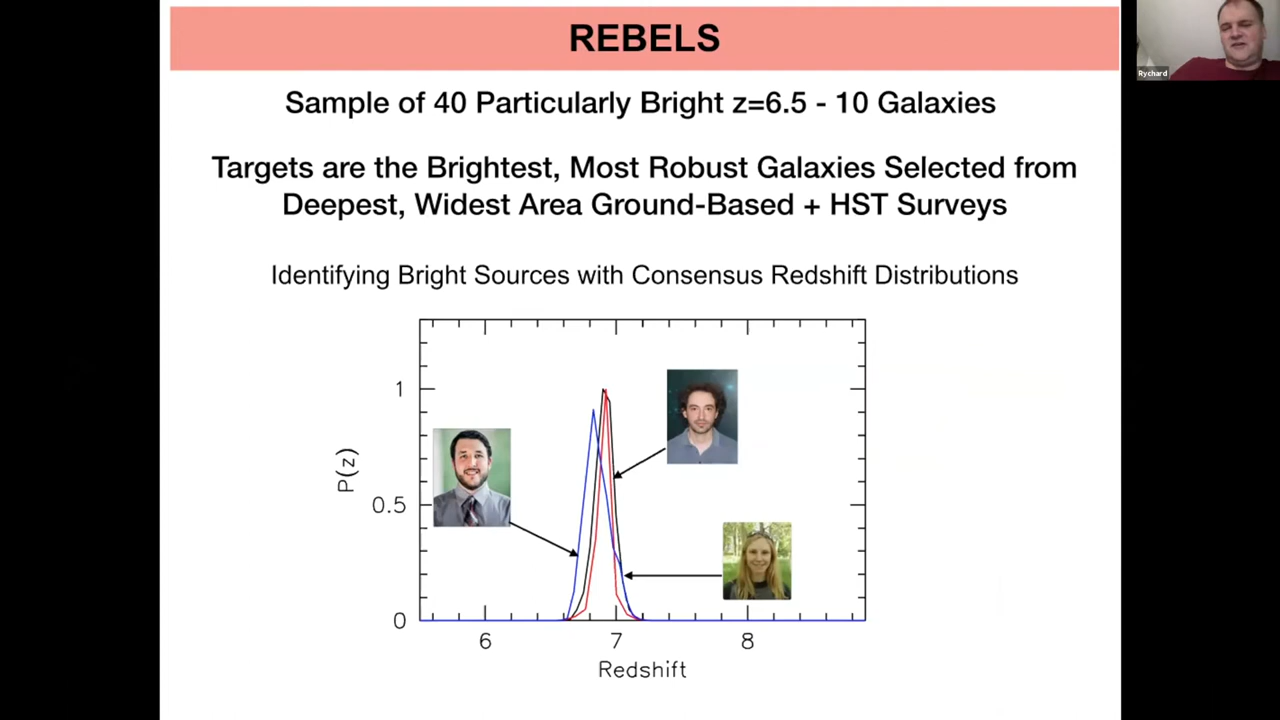 REBELS
Rychard
Sample of 40 Particularly Bright z=6.5 - 10 Galaxies
Targets are the Brightest, Most Robust Galaxies Selected from
Deepest, Widest Area Ground-Based + HST Surveys
Identifying Bright Sources with Consensus Redshift Distributions
1
P(z)
0.5
0
6 7 8
Redshift